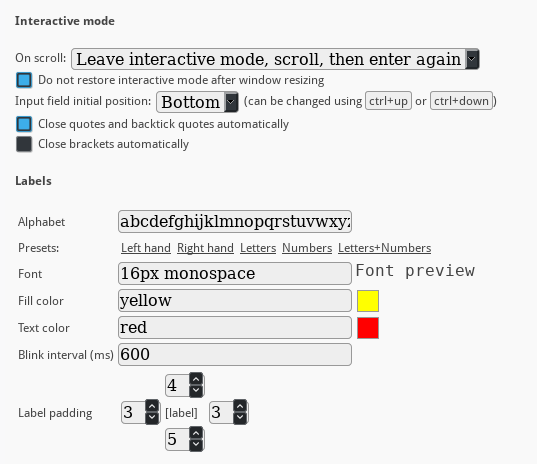 Interactive mode
On scroll: Leave interactive mode, scroll, then enter again
Do not restore interactive mode after window resizing
Input field initial position: Bottom (can be changed using ctrl+up or ctrl+down)
Close quotes and backtick quotes automatically
Close brackets automatically
Labels
Alphabet abcdefghijklmnopqrstuvwxyz
Presets: Left hand Right hand Letters Numbers Letters+Numbers
Font 16px monospace Font preview
Fill color yellow
Text color red
Blink interval (ms) 600
4
Label padding 3 [label] 3
5